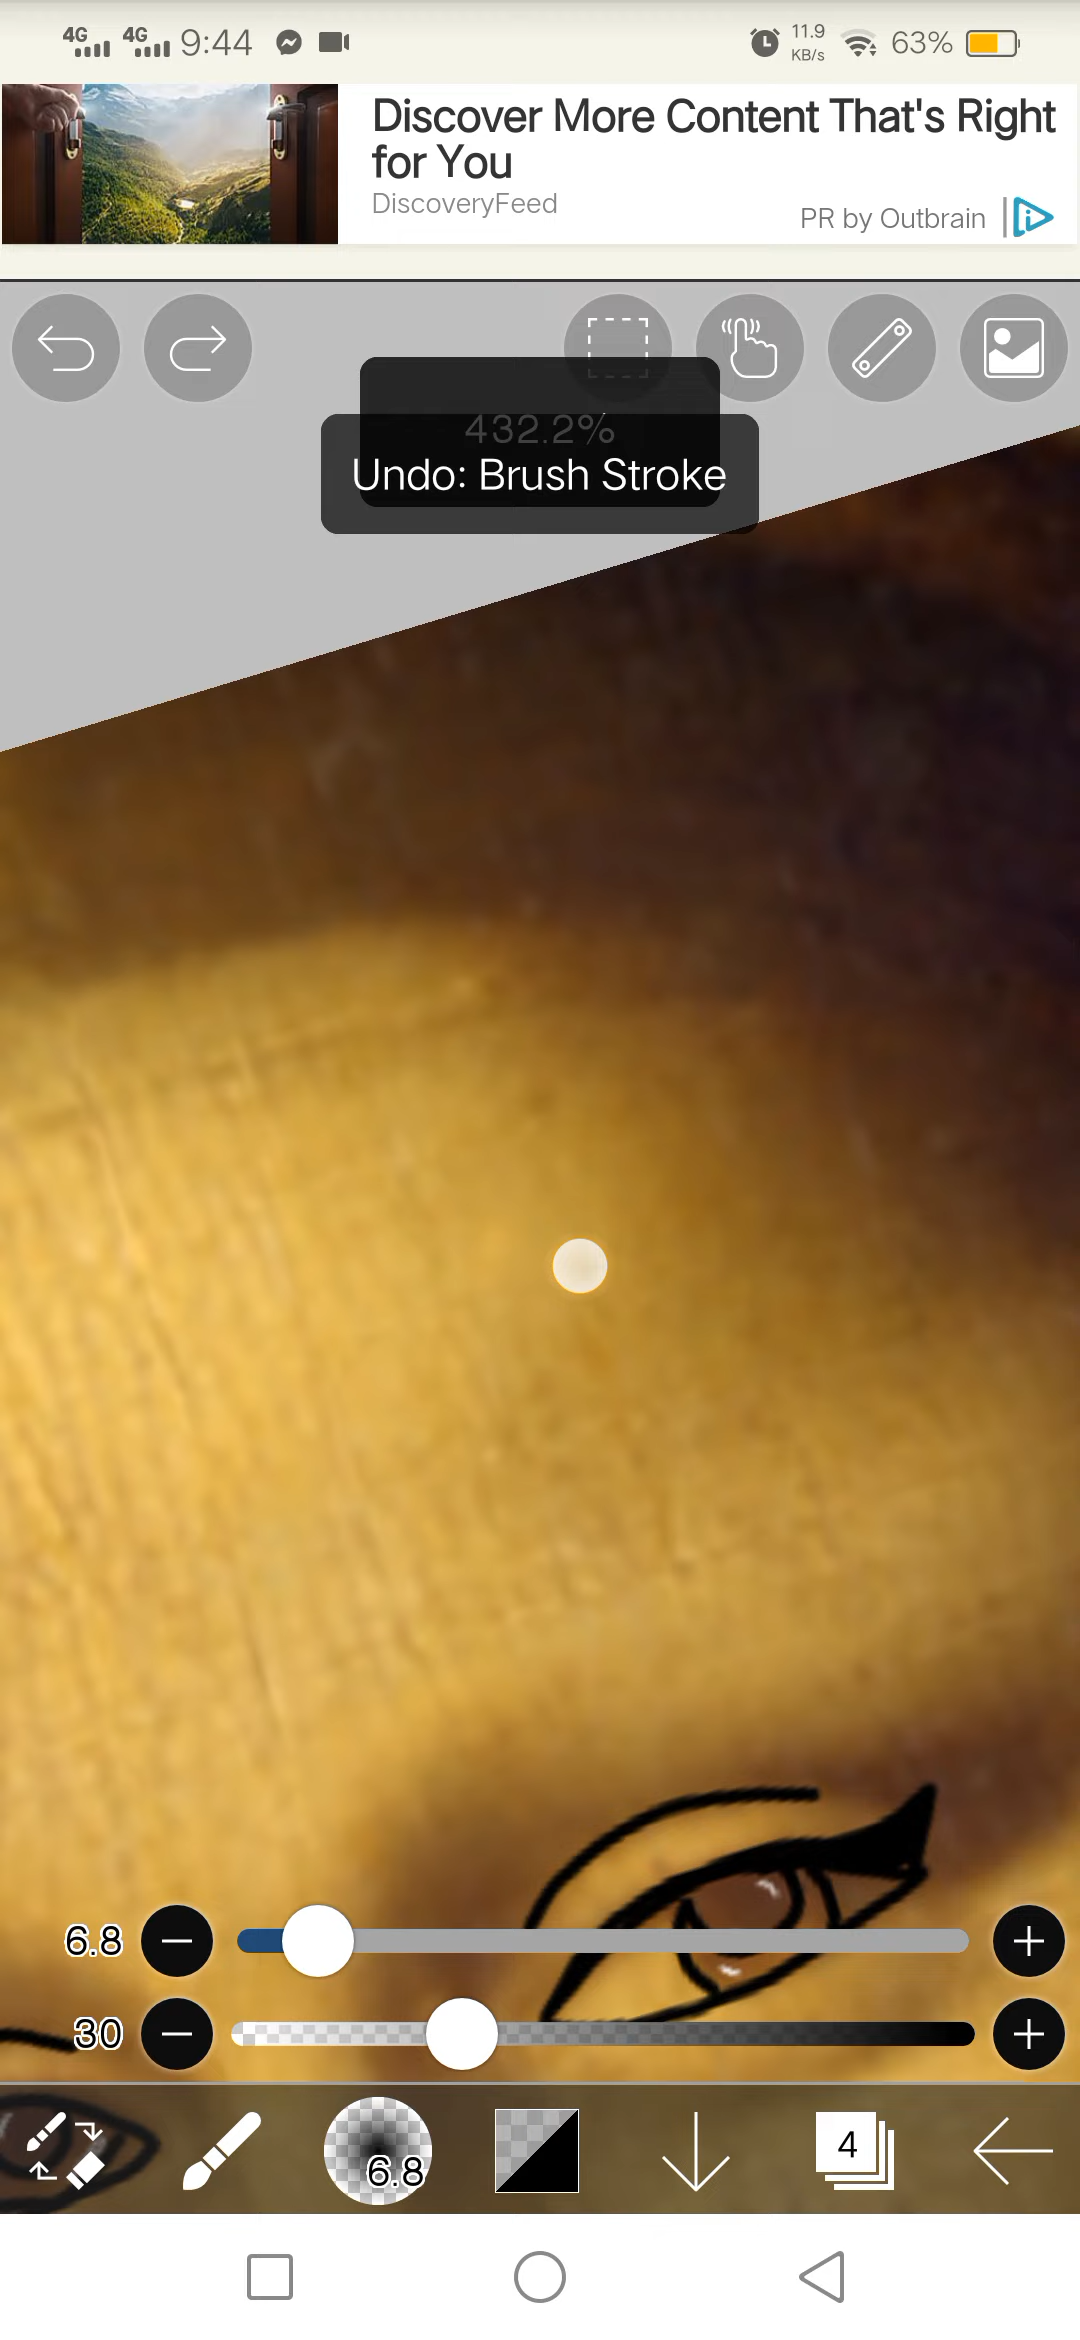 4G 4G 9:44 11.9 KB/s 63%
Discover More Content That's Right
for You
DiscoveryFeed
PR by Outbrain
432.2%
Undo: Brush Stroke
6.8
30
6.8
4